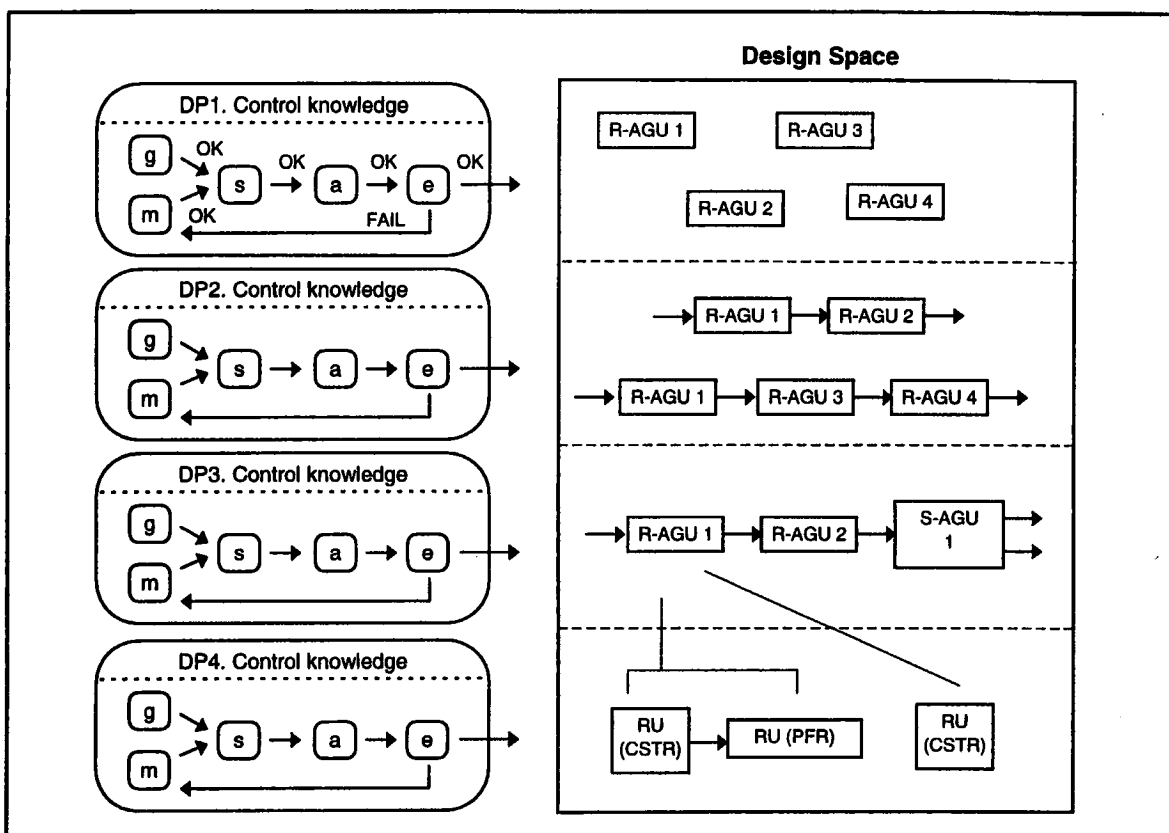 Design Space
DP1. Control knowledge
g
OK
OK
OK
OK
s
a
e
m
OK
FAIL
R-AGU 1
R-AGU 3
R-AGU 2
R-AGU 4
DP2. Control knowledge
g
s
a
e
m
R-AGU 1
R-AGU 2
R-AGU 1
R-AGU 3
R-AGU 4
DP3. Control knowledge
g
s
a
e
m
R-AGU 1
R-AGU 2
S-AGU
1
DP4. Control knowledge
g
s
a
e
m
RU
(CSTR)
RU (PFR)
RU
(CSTR)